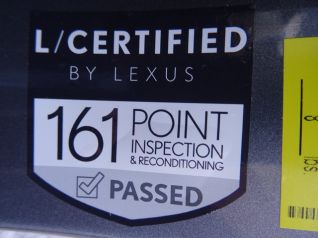 L/CERTIFIED
BY LEXUS
161 POINT
INSPECTION
& RECONDITIONING
PASSED